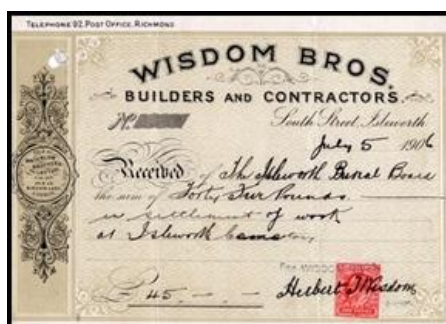 TELEPHONE 92, POST OFFICE, RICHMOND
WISDOM BROS.
BUILDERS AND CONTRACTORS.
No.
South Street, Isleworth
July 5 1906
Received of The Isleworth Burial Board
the sum of Forty Five Pounds
in settlement of work
at Isleworth Cemetery
£ 45 — —
Herbert J Wisdom